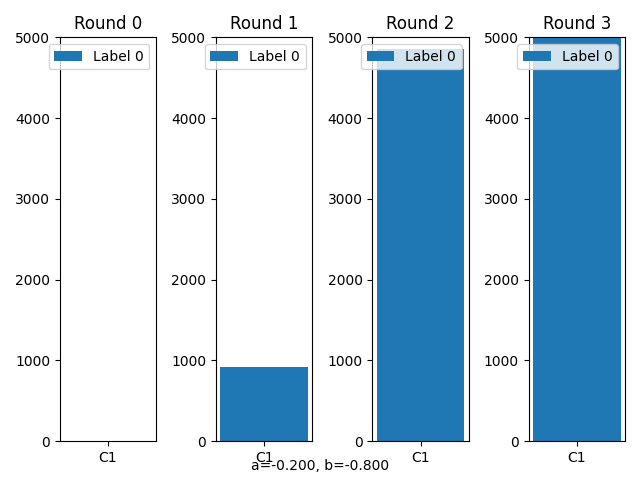 Round 0 Round 1 Round 2 Round 3
5000 5000 5000 5000
Label 0 Label 0 Label 0 Label 0
4000 4000 4000 4000
3000 3000 3000 3000
2000 2000 2000 2000
1000 1000 1000 1000
0 0 0 0
C1 C1 C1 C1
a=-0.200, b=-0.800